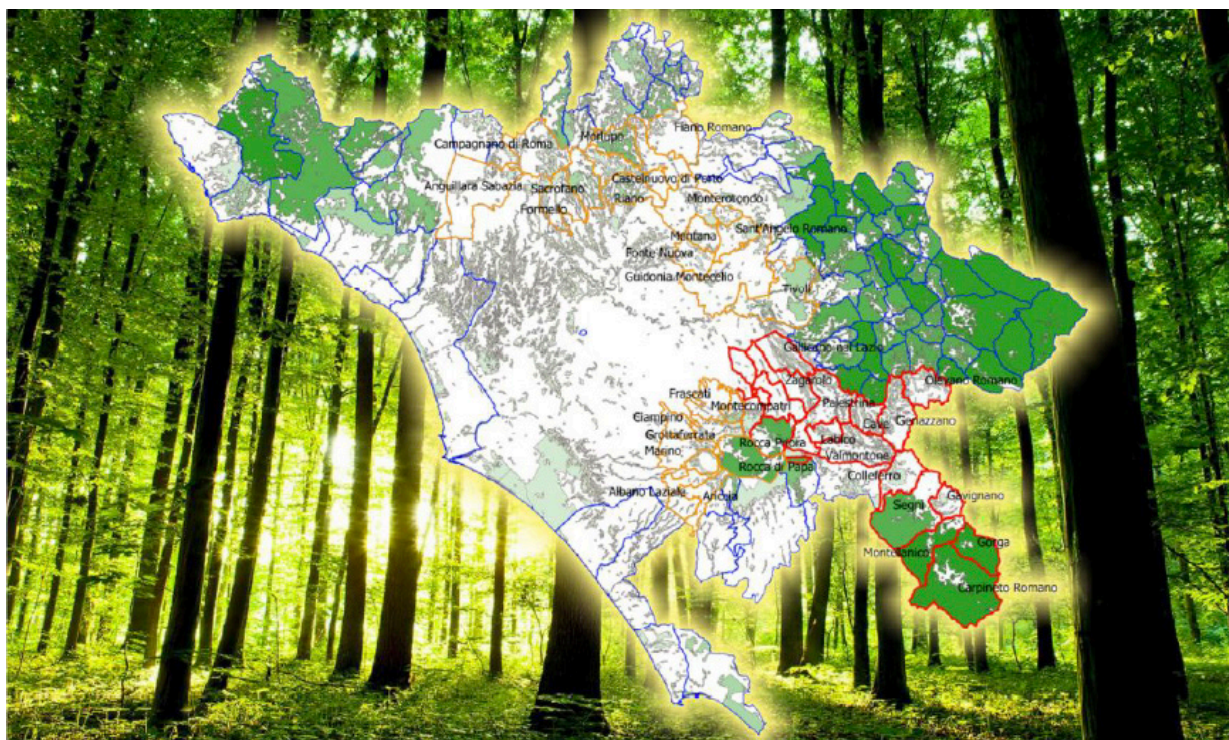 Morlupo
Fiano Romano
Campagnano di Roma
Castelnuovo di Porto
Anguillara Sabazia
Sacrofano
Riano
Monterotondo
Formello
Sant'Angelo Romano
Mentana
Fonte Nuova
Guidonia Montecelio
Tivoli
Gallicano nel Lazio
Zagarolo
Olevano Romano
Frascati
Montecompatri
Palestrina
Ciampino
Cave
Genazzano
Grottaferrata
Rocca Priora
Labico
Marino
Valmontone
Rocca di Papa
Colleferro
Albano Laziale
Ariccia
Gavignano
Segni
Gorga
Montelanico
Carpineto Romano